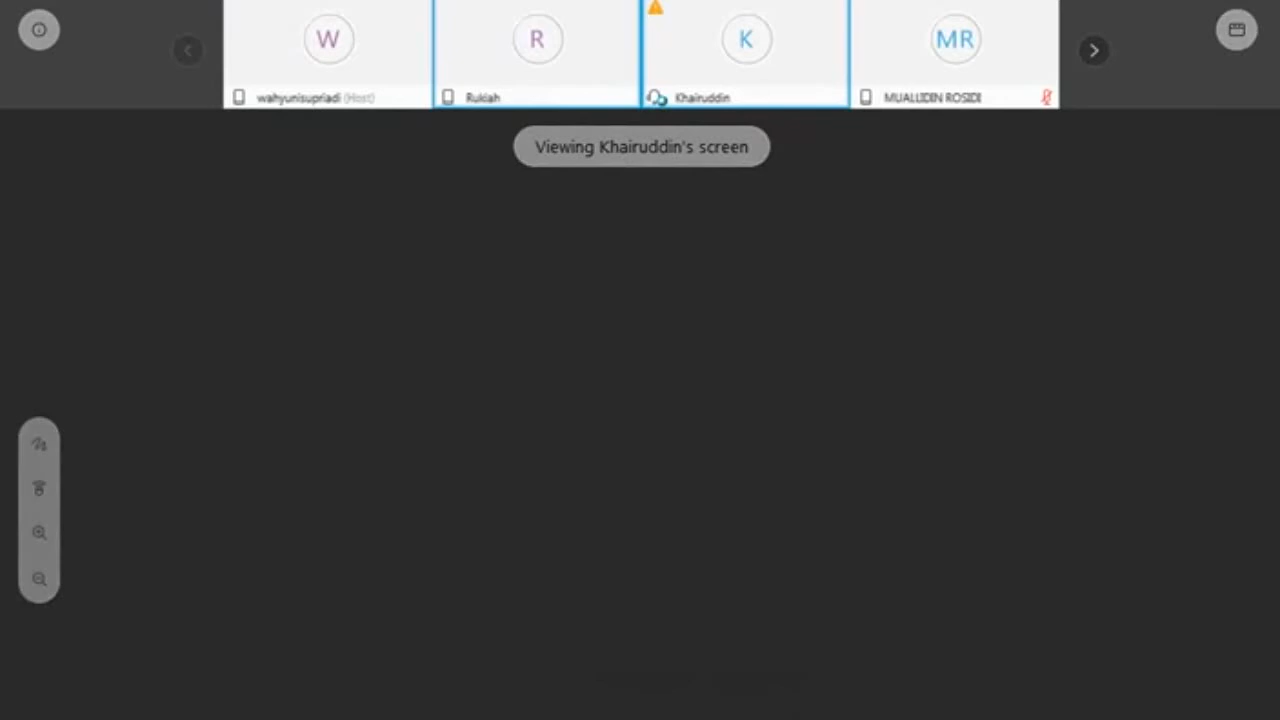 W
R
K
MR
wahyunisupriadi (Host)
Rukiah
Khairuddin
MUALLIDIN ROSIDI
Viewing Khairuddin's screen